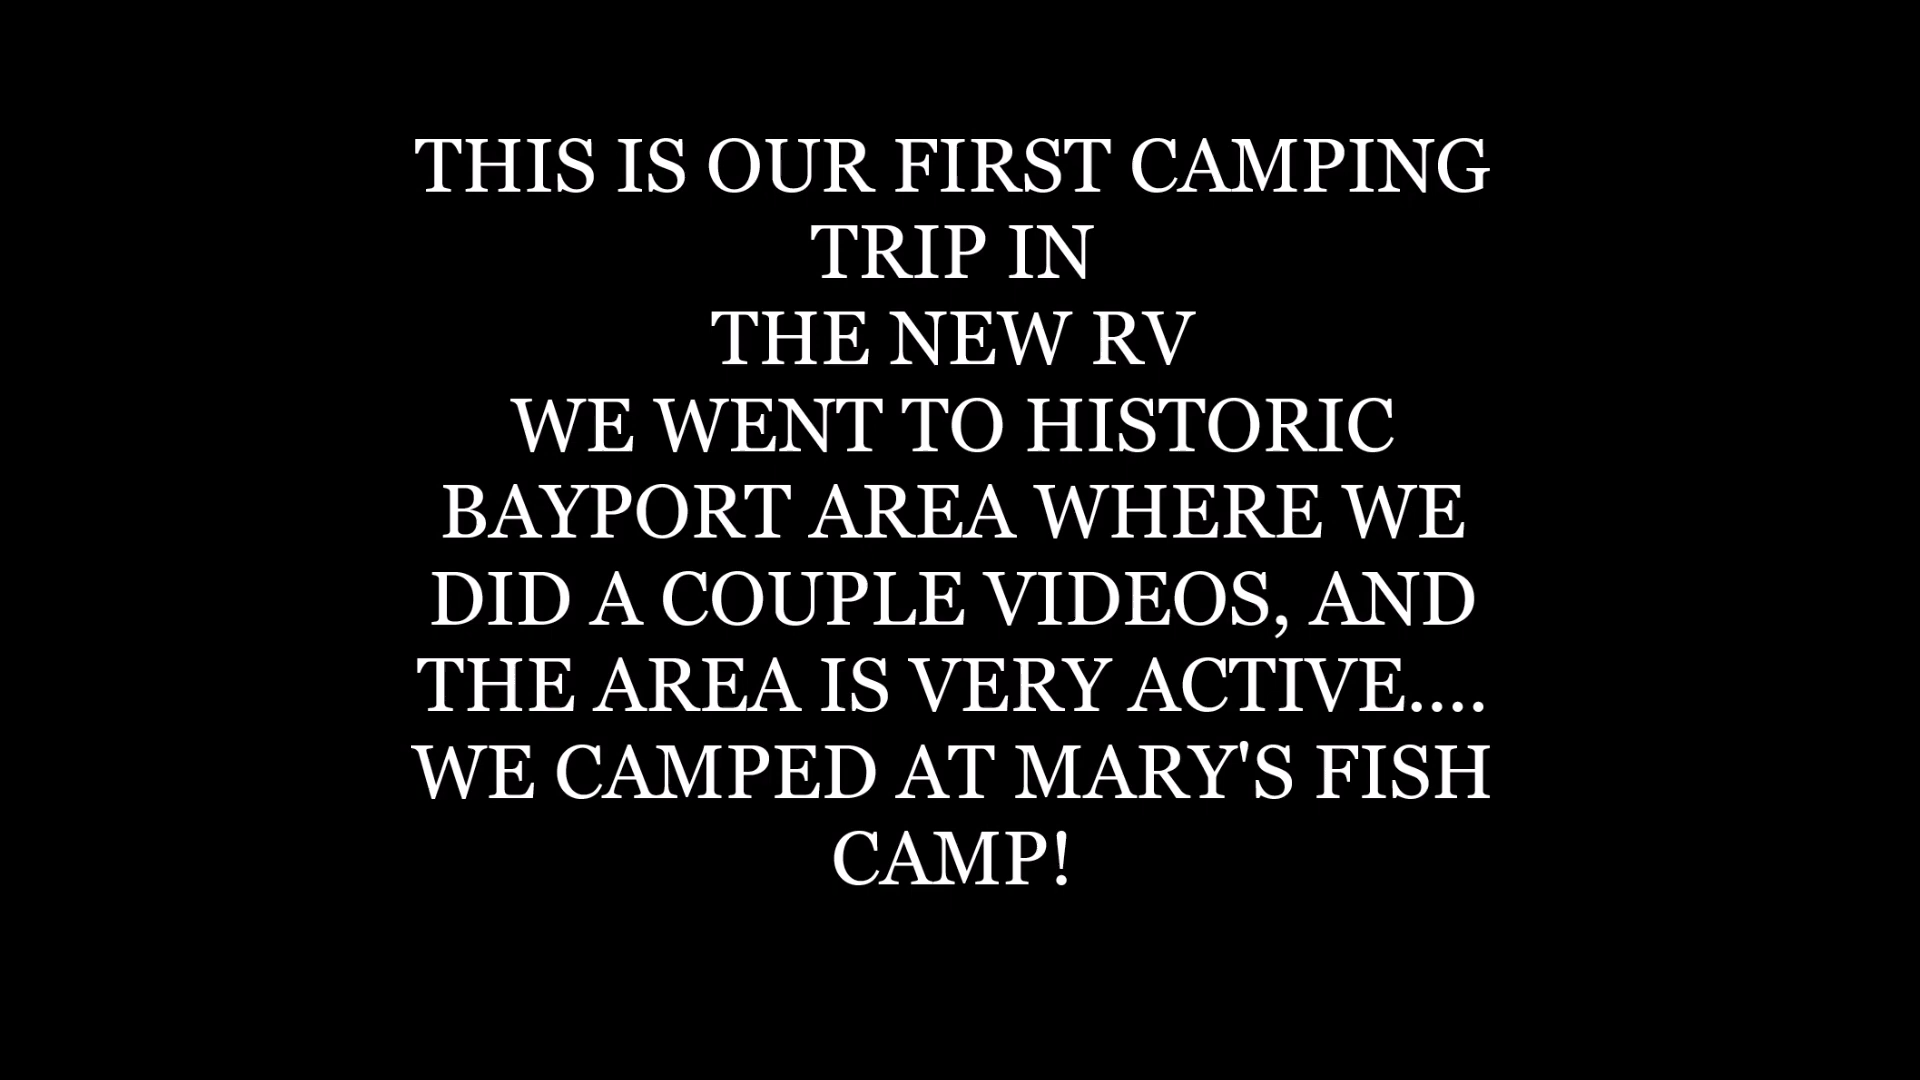 THIS IS OUR FIRST CAMPING
TRIP IN
THE NEW RV
WE WENT TO HISTORIC
BAYPORT AREA WHERE WE
DID A COUPLE VIDEOS, AND
THE AREA IS VERY ACTIVE....
WE CAMPED AT MARY'S FISH
CAMP!